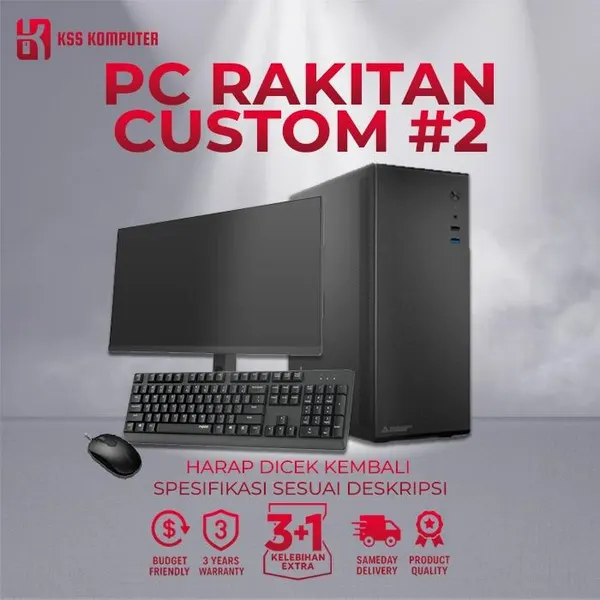 KSS KOMPUTER
PC RAKITAN
CUSTOM #2
HARAP DICEK KEMBALI
SPESIFIKASI SESUAI DESKRIPSI
$
3
3+1
BUDGET
FRIENDLY
3 YEARS
WARRANTY
KELEBIHAN
EXTRA
SAMEDAY
DELIVERY
PRODUCT
QUALITY